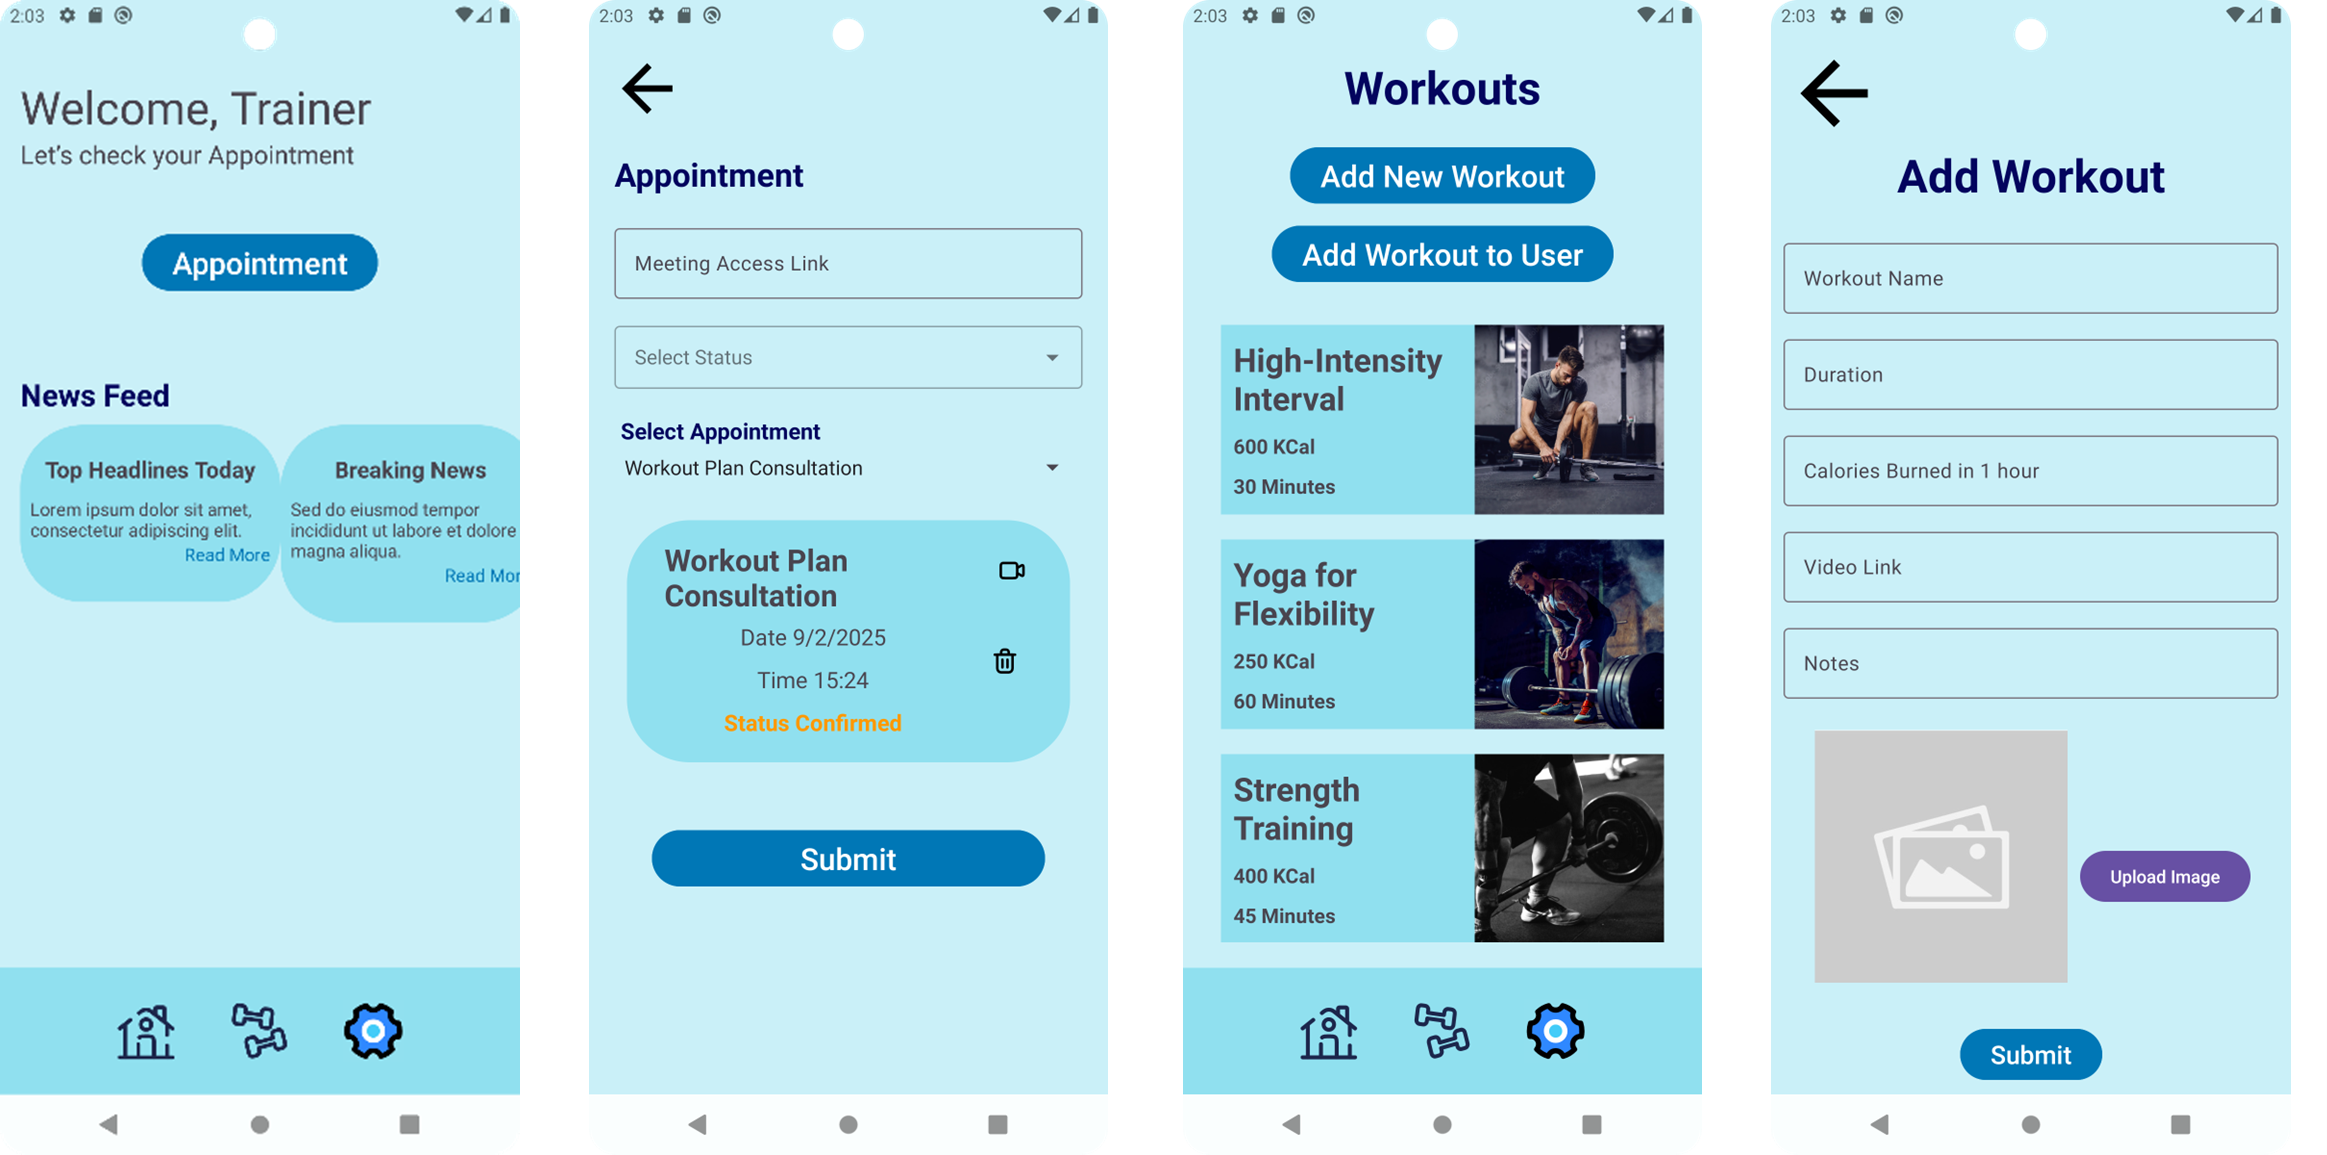 2:03
Welcome, Trainer
Let's check your Appointment
Appointment
News Feed
Top Headlines Today
Lorem ipsum dolor sit amet,
consectetur adipiscing elit.
Read More
Breaking News
Sed do eiusmod tempor
incididunt ut labore et dolore
magna aliqua.
Read Mor
2:03
Appointment
Meeting Access Link
Select Status
Select Appointment
Workout Plan Consultation
Workout Plan
Consultation
Date 9/2/2025
Time 15:24
Status Confirmed
Submit
2:03
Workouts
Add New Workout
Add Workout to User
High-Intensity
Interval
600 KCal
30 Minutes
Yoga for
Flexibility
250 KCal
60 Minutes
Strength
Training
400 KCal
45 Minutes
2:03
Add Workout
Workout Name
Duration
Calories Burned in 1 hour
Video Link
Notes
Upload Image
Submit